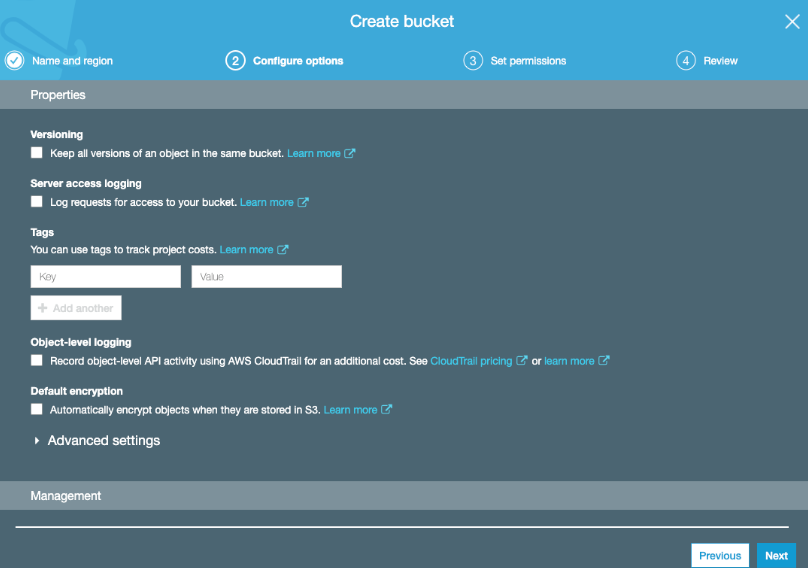 Create bucket
Name and region
2 Configure options
3 Set permissions
4 Review
Properties
Versioning
Keep all versions of an object in the same bucket. Learn more
Server access logging
Log requests for access to your bucket. Learn more
Tags
You can use tags to track project costs. Learn more
Key Value
+ Add another
Object-level logging
Record object-level API activity using AWS CloudTrail for an additional cost. See CloudTrail pricing or learn more
Default encryption
Automatically encrypt objects when they are stored in S3. Learn more
Advanced settings
Management
Previous Next